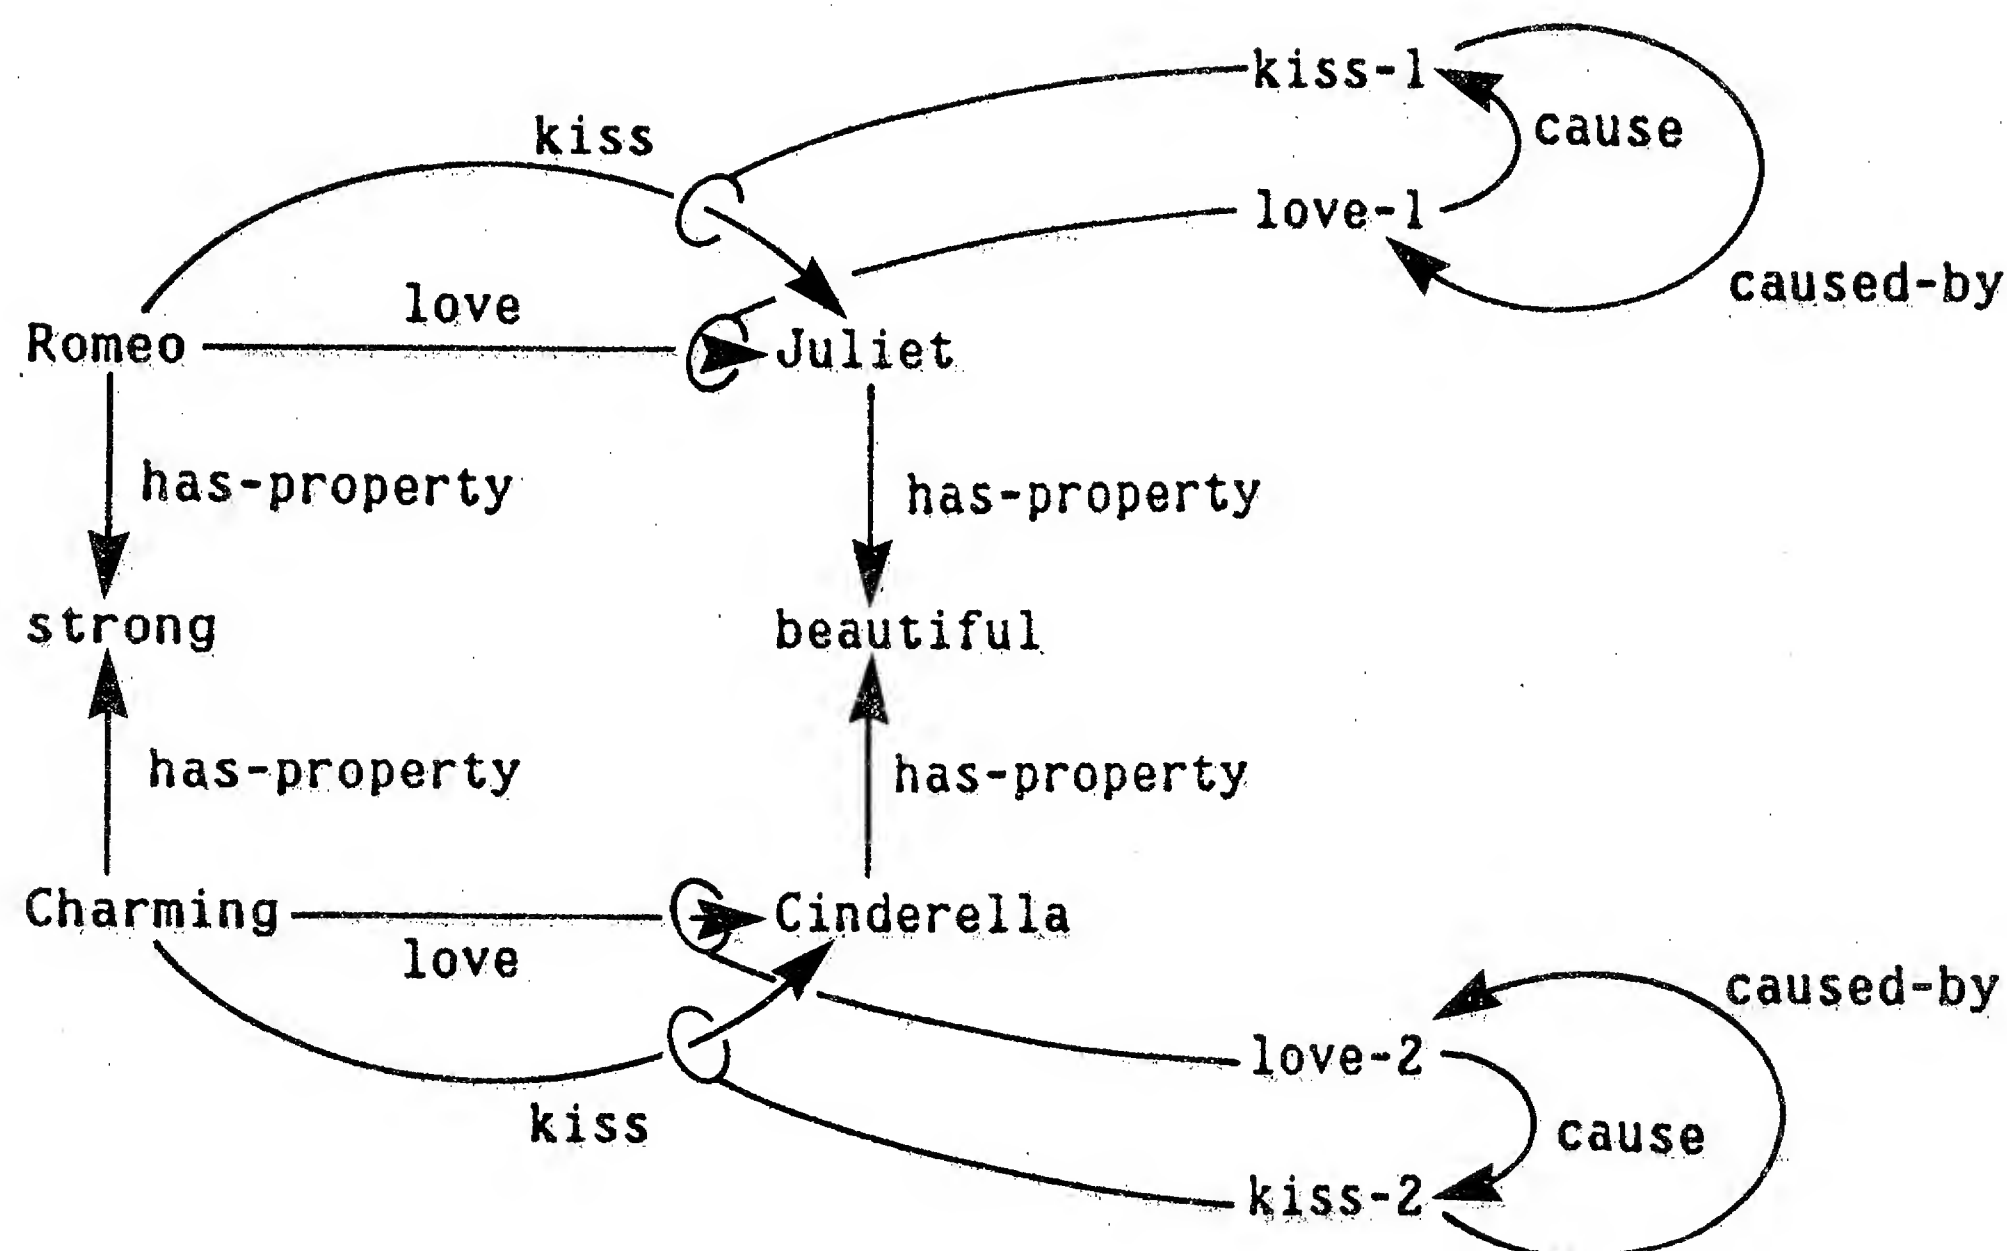 kiss-1
cause
kiss
love-1
caused-by
love
Romeo
Juliet
has-property
has-property
strong
beautiful
has-property
has-property
Charming
Cinderella
love
caused-by
love-2
kiss
cause
kiss-2